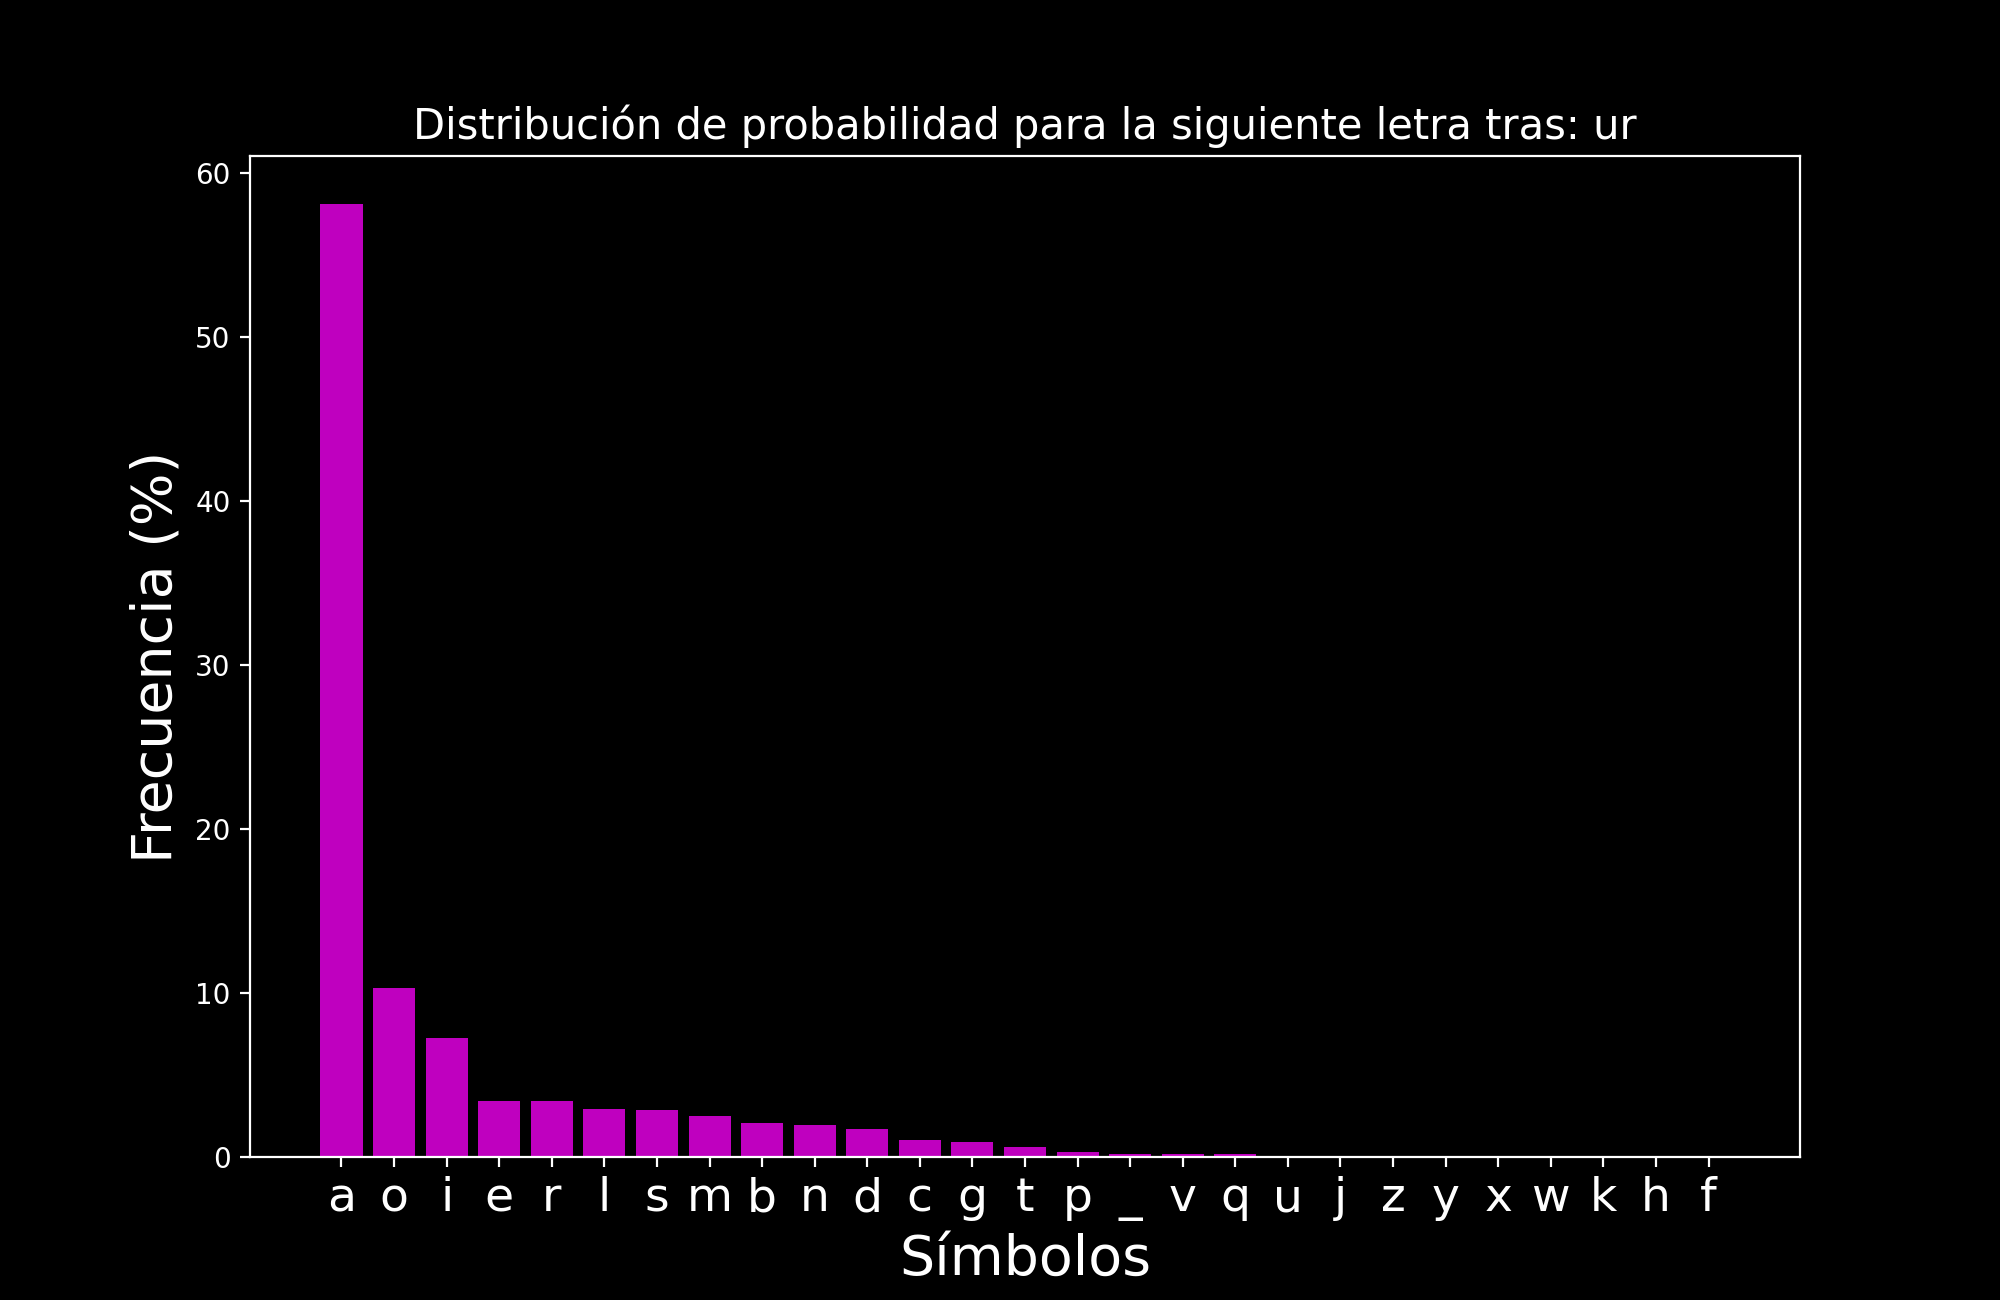 Distribución de probabilidad para la siguiente letra tras: ur
60
50
40
30
20
10
0
Frecuencia (%)
a o i e r l s m b n d c g t p _ v q u j z y x w k h f
Símbolos